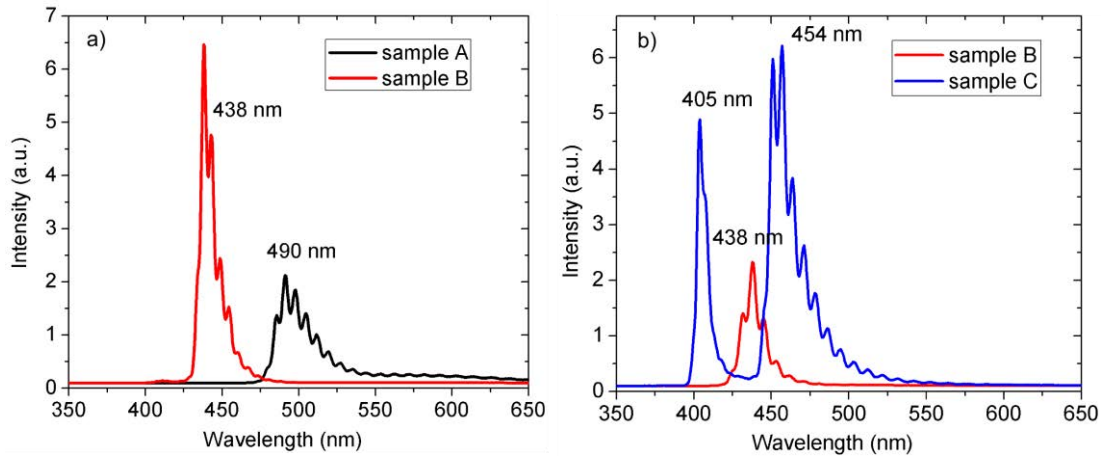 a)
sample A
sample B
438 nm
490 nm
Intensity (a.u.)
7
6
5
4
3
2
1
0
350 400 450 500 550 600 650
Wavelength (nm)
b)
454 nm
sample B
sample C
405 nm
438 nm
Intensity (a.u.)
6
5
4
3
2
1
0
350 400 450 500 550 600 650
Wavelength (nm)